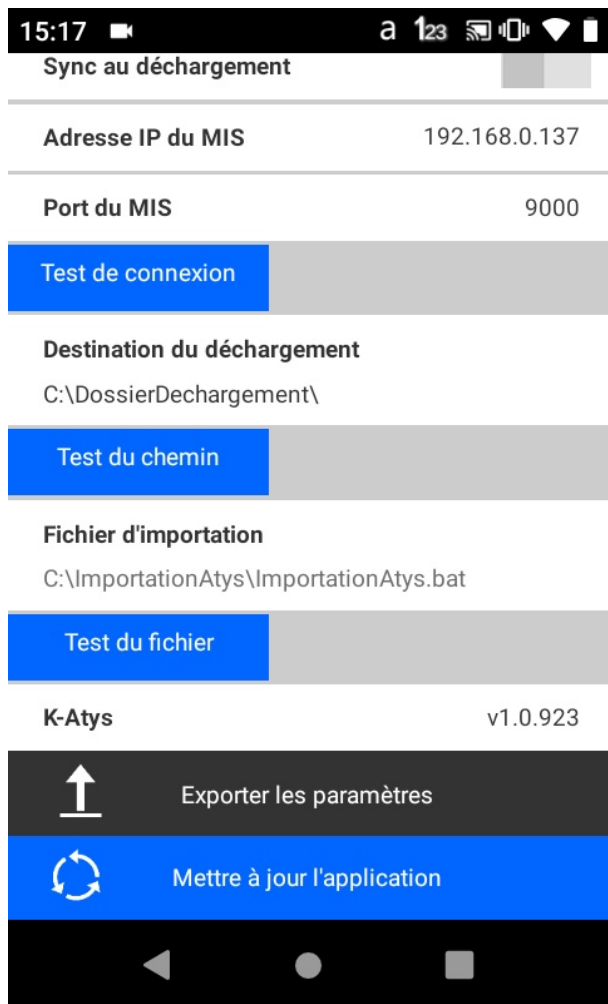 15:17 a 123
Sync au déchargement
Adresse IP du MIS 192.168.0.137
Port du MIS 9000
Test de connexion
Destination du déchargement
C:\DossierDechargement\
Test du chemin
Fichier d'importation
C:\ImportationAtys\ImportationAtys.bat
Test du fichier
K-Atys v1.0.923
Exporter les paramètres
Mettre à jour l'application